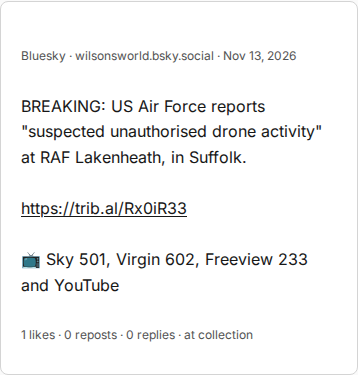 Bluesky · wilsonsworld.bsky.social · Nov 13, 2026
BREAKING: US Air Force reports
"suspected unauthorised drone activity"
at RAF Lakenheath, in Suffolk.
https://trib.al/Rx0iR33
📺 Sky 501, Virgin 602, Freeview 233
and YouTube
1 likes · 0 reposts · 0 replies · at collection